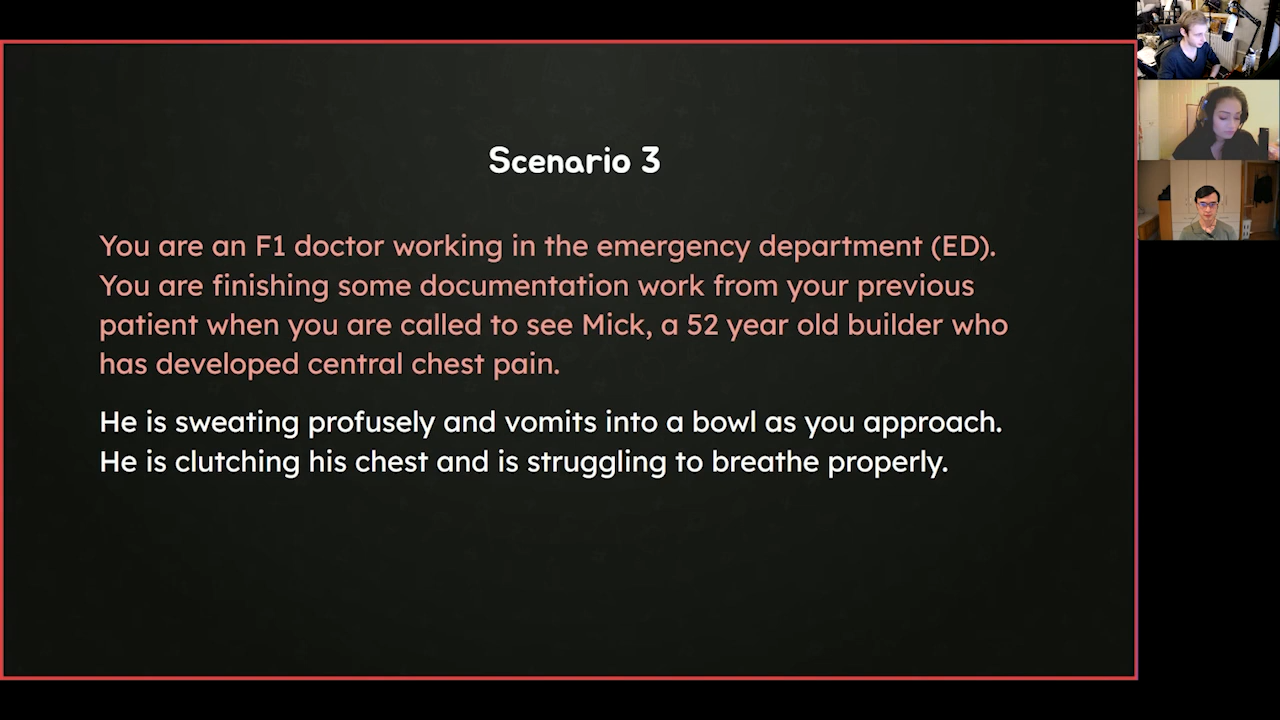 Scenario 3
You are an F1 doctor working in the emergency department (ED).
You are finishing some documentation work from your previous
patient when you are called to see Mick, a 52 year old builder who
has developed central chest pain.
He is sweating profusely and vomits into a bowl as you approach.
He is clutching his chest and is struggling to breathe properly.